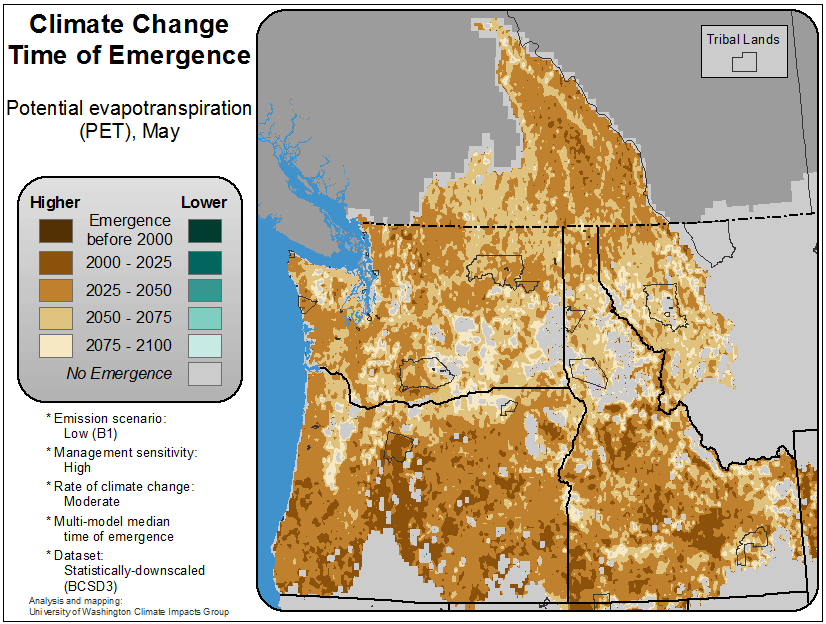 Climate Change
Time of Emergence
Potential evapotranspiration
(PET), May
Higher
Lower
Emergence
before 2000
2000 - 2025
2025 - 2050
2050 - 2075
2075 - 2100
No Emergence
* Emission scenario:
Low (B1)
* Management sensitivity:
High
* Rate of climate change:
Moderate
* Multi-model median
time of emergence
* Dataset:
Statistically-downscaled
(BCSD3)
Analysis and mapping:
University of Washington Climate Impacts Group
Tribal Lands